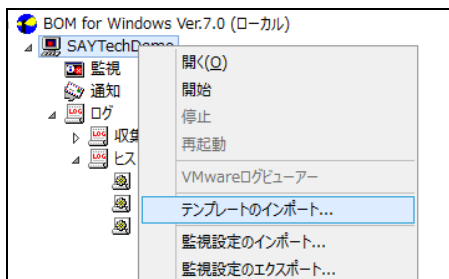 BOM for Windows Ver.7.0 (ローカル)
SAYTechDemo
監視
通知
ログ
収集
ヒス
開く(O)
開始
停止
再起動
VMwareログビューアー
テンプレートのインポート...
監視設定のインポート...
監視設定のエクスポート...